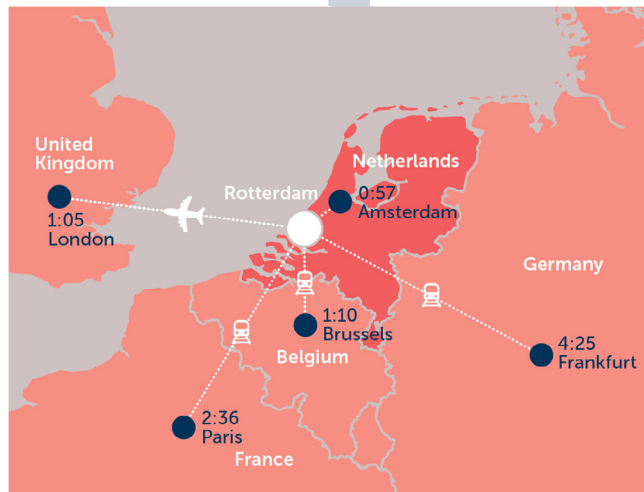 United
Kingdom
1:05
London
Rotterdam
Netherlands
0:57
Amsterdam
Germany
1:10
Brussels
Belgium
4:25
Frankfurt
2:36
Paris
France